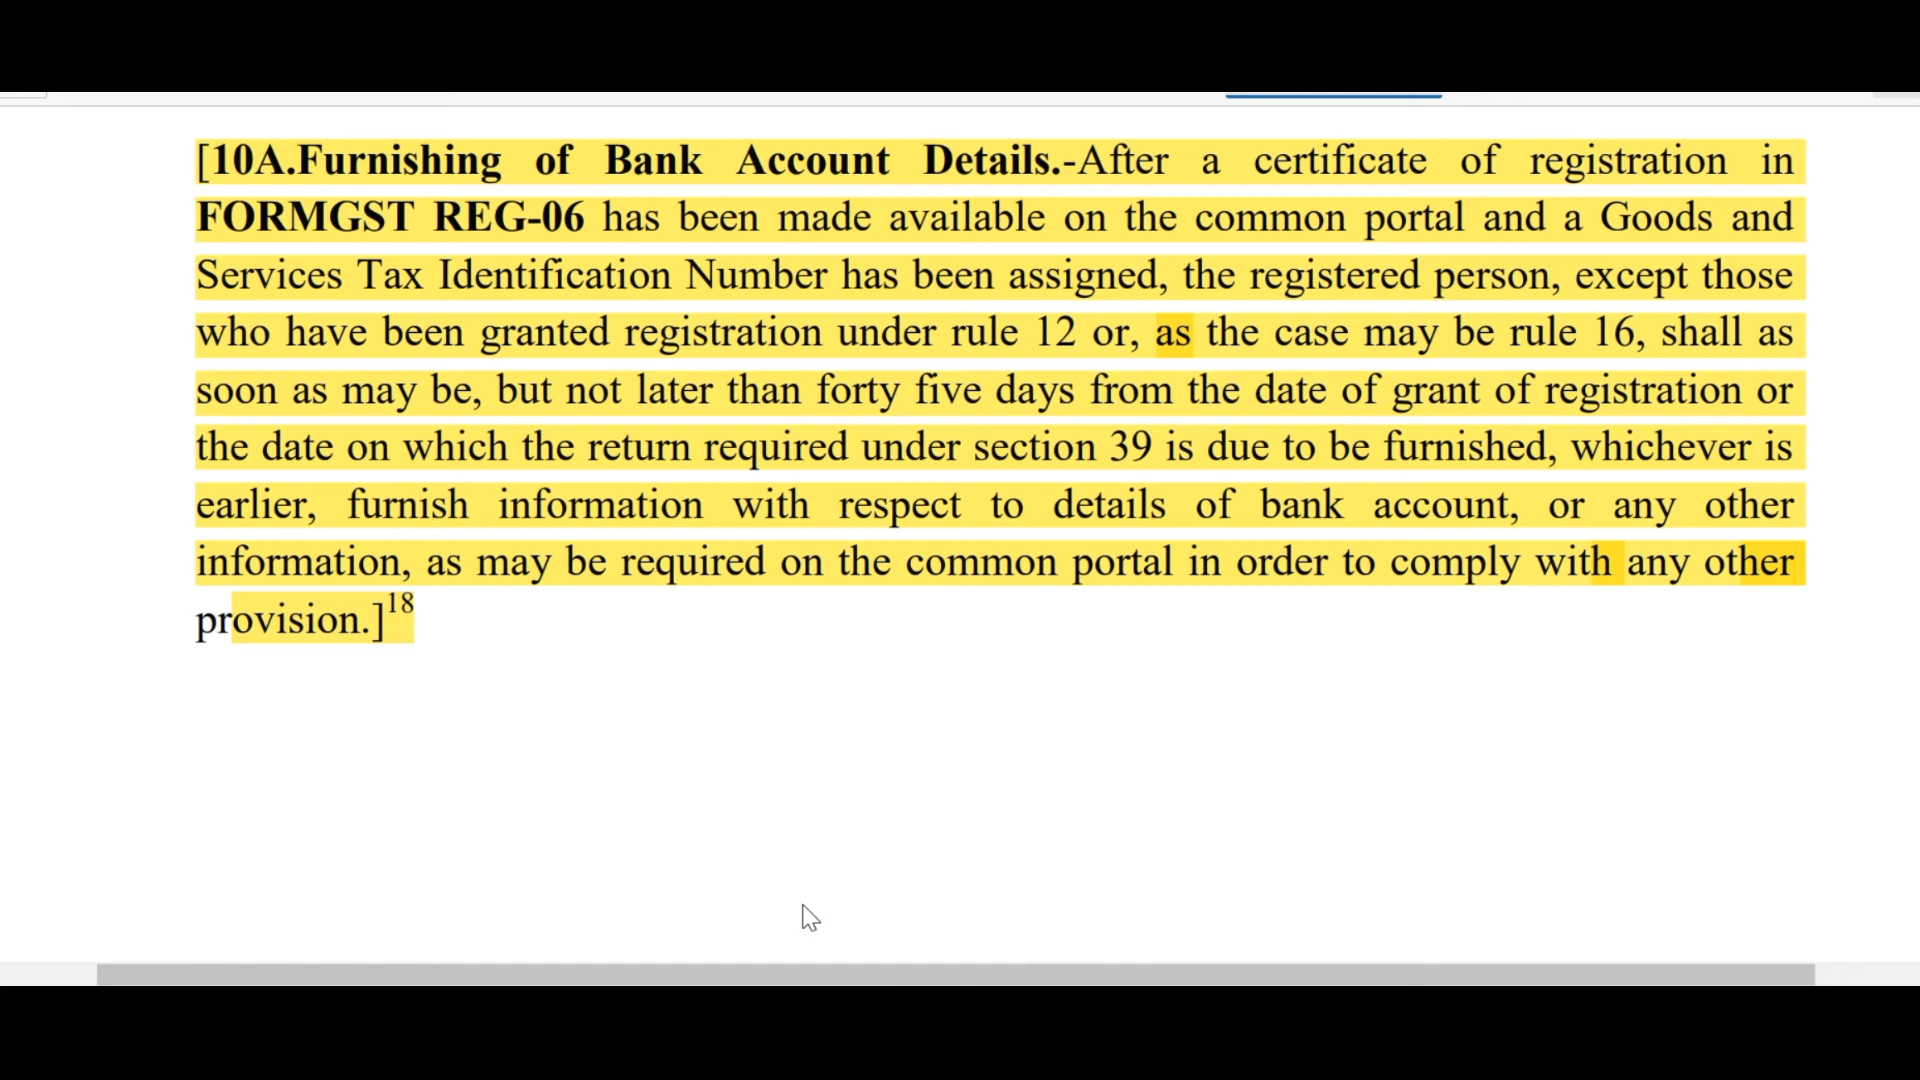 [10A.Furnishing of Bank Account Details.-After a certificate of registration in
FORMGST REG-06 has been made available on the common portal and a Goods and
Services Tax Identification Number has been assigned, the registered person, except those
who have been granted registration under rule 12 or, as the case may be rule 16, shall as
soon as may be, but not later than forty five days from the date of grant of registration or
the date on which the return required under section 39 is due to be furnished, whichever is
earlier, furnish information with respect to details of bank account, or any other
information, as may be required on the common portal in order to comply with any other
provision.]18